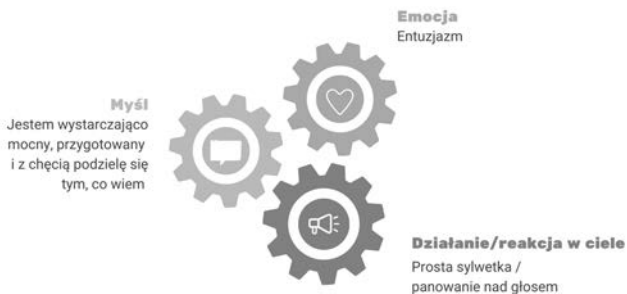 Emocja
Entuzjazm
Myśl
Jestem wystarczająco
mocny, przygotowany
i z chęcią podzielę się
tym, co wiem
Działanie/reakcja w ciele
Prosta sylwetka /
panowanie nad głosem